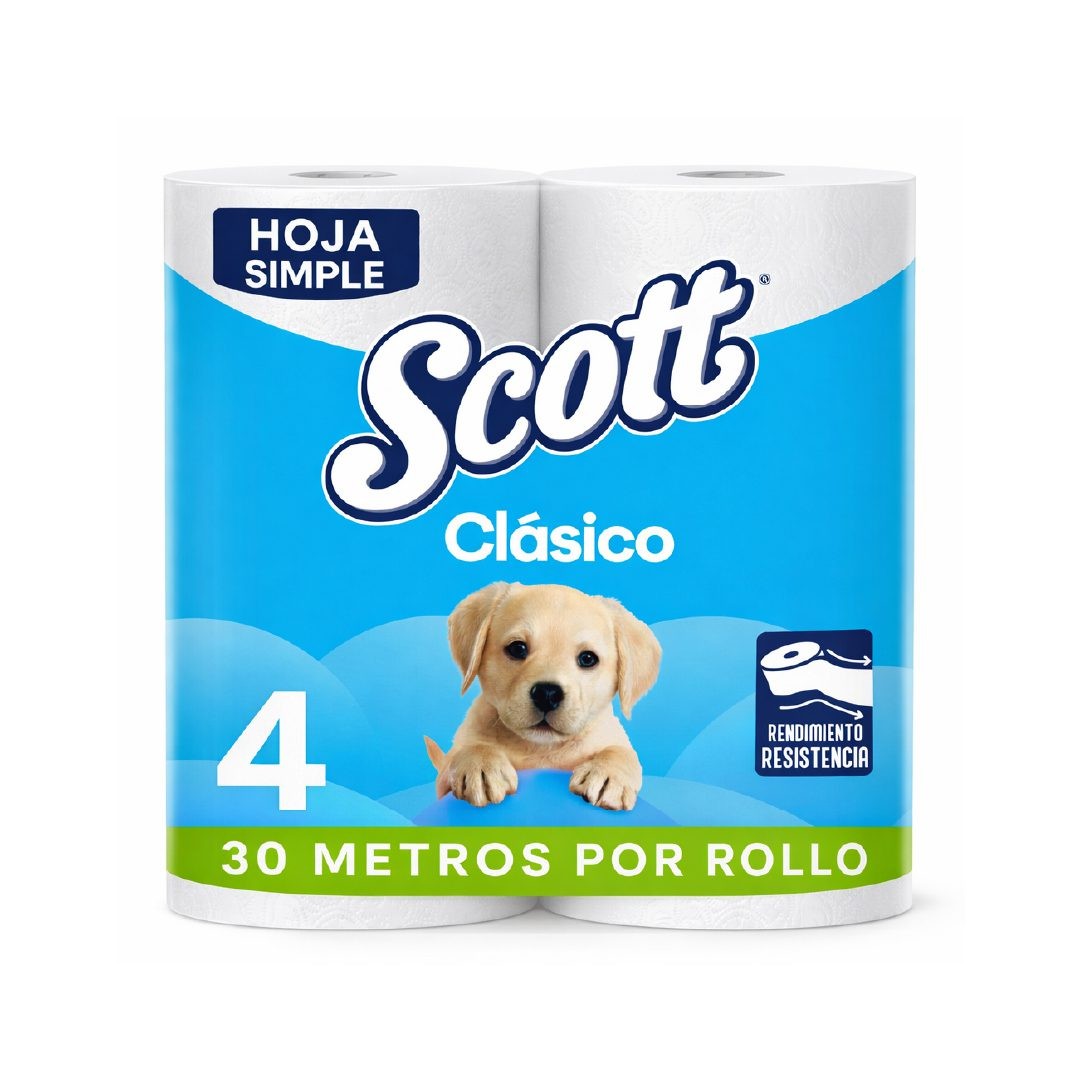 HOJA
SIMPLE
Scott®
Clásico
4
RENDIMIENTO
RESISTENCIA
30 METROS POR ROLLO